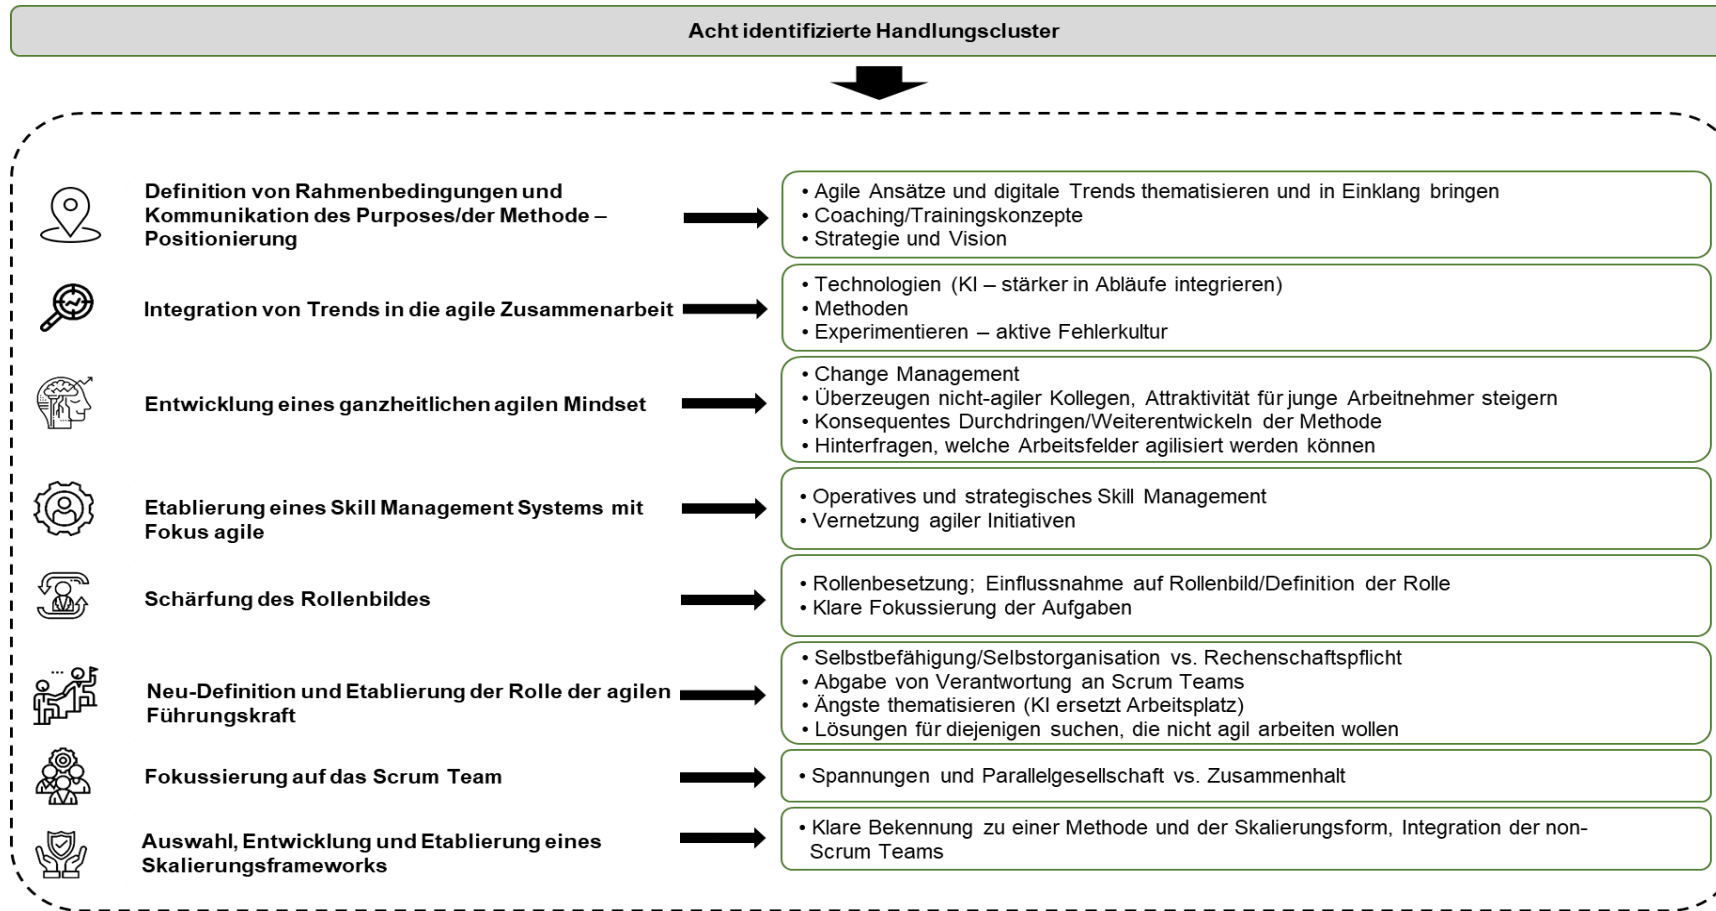 Acht identifizierte Handlungscluster
Definition von Rahmenbedingungen und
Kommunikation des Purposes/der Methode –
Positionierung
• Agile Ansätze und digitale Trends thematisieren und in Einklang bringen
• Coaching/Trainingskonzepte
• Strategie und Vision
Integration von Trends in die agile Zusammenarbeit
• Technologien (KI – stärker in Abläufe integrieren)
• Methoden
• Experimentieren – aktive Fehlerkultur
Entwicklung eines ganzheitlichen agilen Mindset
• Change Management
• Überzeugen nicht-agiler Kollegen, Attraktivität für junge Arbeitnehmer steigern
• Konsequentes Durchdringen/Weiterentwickeln der Methode
• Hinterfragen, welche Arbeitsfelder agilisiert werden können
Etablierung eines Skill Management Systems mit
Fokus agile
• Operatives und strategisches Skill Management
• Vernetzung agiler Initiativen
Schärfung des Rollenbildes
• Rollenbesetzung; Einflussnahme auf Rollenbild/Definition der Rolle
• Klare Fokussierung der Aufgaben
Neu-Definition und Etablierung der Rolle der agilen
Führungskraft
• Selbstbefähigung/Selbstorganisation vs. Rechenschaftspflicht
• Abgabe von Verantwortung an Scrum Teams
• Ängste thematisieren (KI ersetzt Arbeitsplatz)
• Lösungen für diejenigen suchen, die nicht agil arbeiten wollen
Fokussierung auf das Scrum Team
• Spannungen und Parallelgesellschaft vs. Zusammenhalt
Auswahl, Entwicklung und Etablierung eines
Skalierungsframeworks
• Klare Bekennung zu einer Methode und der Skalierungsform, Integration der non-
Scrum Teams